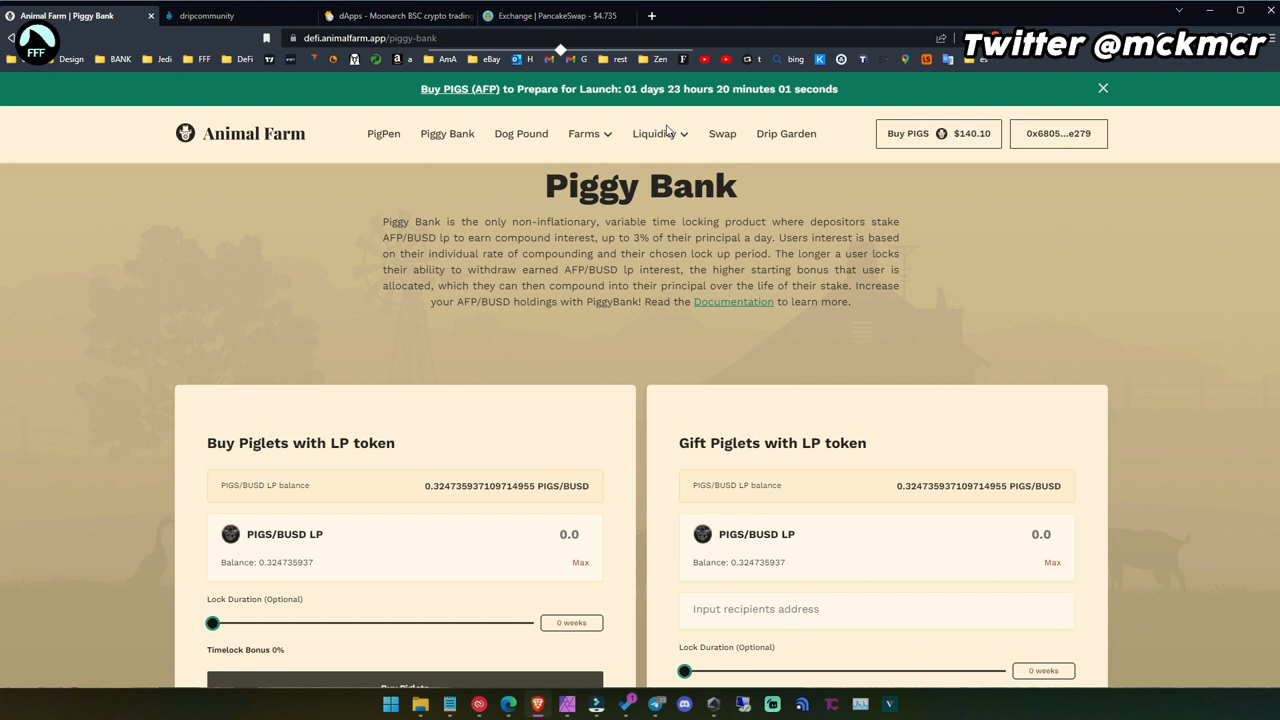 Animal Farm | Piggy Bank
dripcommunity
dApps - Moonarch BSC crypto trading
Exchange | PancakeSwap - $4.735
FFF
defi.animalfarm.app/piggy-bank
Twitter @mckmcr
Design
BANK
Jedi
FFF
DeFi
a
AmA
eBay
H
G
rest
Zen
t
bing
Buy PIGS (AFP) to Prepare for Launch: 01 days 23 hours 20 minutes 01 seconds
Animal Farm
PigPen
Piggy Bank
Dog Pound
Farms
Liquidity
Swap
Drip Garden
Buy PIGS $140.10
0x6805...e279
Piggy Bank
Piggy Bank is the only non-inflationary, variable time locking product where depositors stake
AFP/BUSD lp to earn compound interest, up to 3% of their principal a day. Users interest is based
on their individual rate of compounding and their chosen lock up period. The longer a user locks
their ability to withdraw earned AFP/BUSD lp interest, the higher starting bonus that user is
allocated, which they can then compound into their principal over the life of their stake. Increase
your AFP/BUSD holdings with PiggyBank! Read the Documentation to learn more.
Buy Piglets with LP token
PIGS/BUSD LP balance
0.324735937109714955 PIGS/BUSD
PIGS/BUSD LP
0.0
Balance: 0.324735937
Max
Lock Duration (Optional)
0 weeks
Timelock Bonus 0%
Buy Piglets
Gift Piglets with LP token
PIGS/BUSD LP balance
0.324735937109714955 PIGS/BUSD
PIGS/BUSD LP
0.0
Balance: 0.324735937
Max
Input recipients address
Lock Duration (Optional)
0 weeks